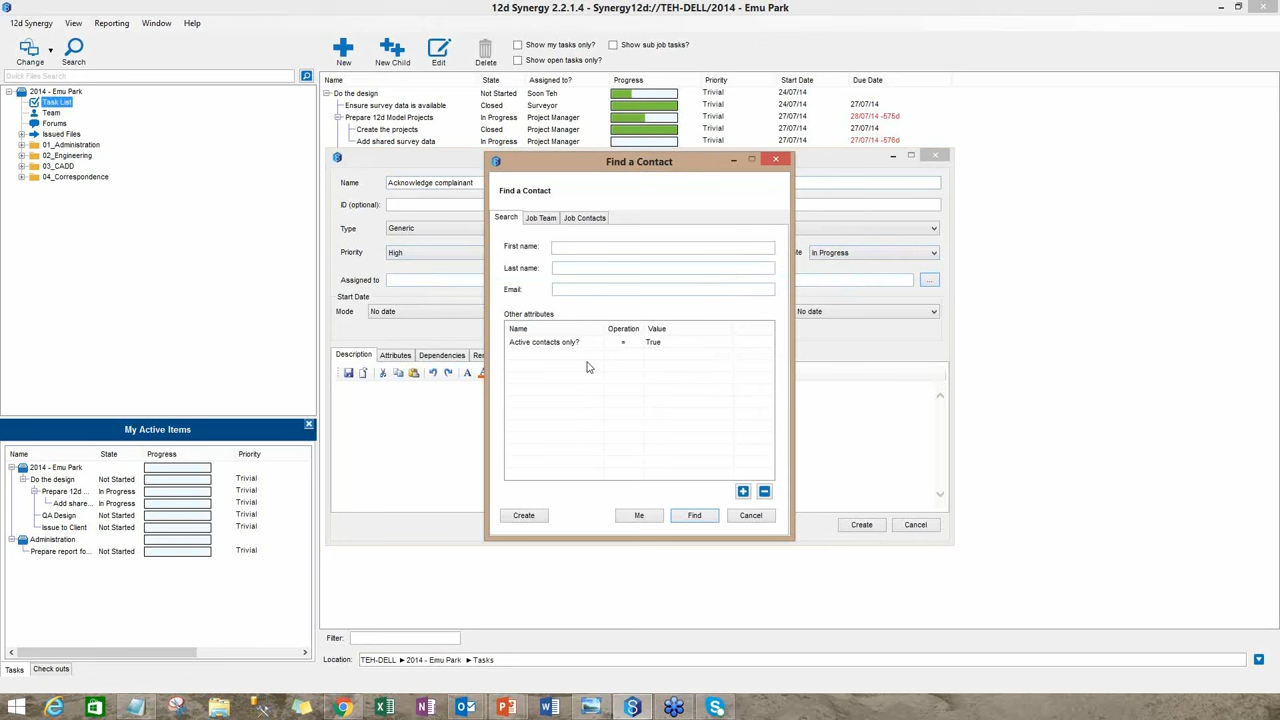 12d Synergy 2.2.1.4 - Synergy12d://TEH-DELL/2014 - Emu Park
12d Synergy View Reporting Window Help
Change Search New New Child Edit Delete
Show my tasks only? Show sub job tasks?
Show open tasks only?
Quick Files Search
Name State Assigned to? Progress Priority Start Date Due Date
2014 - Emu Park
Task List
Team
Forums
Issued Files
01_Administration
02_Engineering
03_CADD
04_Correspondence
Do the design Not Started Soon Teh Trivial 24/07/14
Ensure survey data is available Closed Surveyor Trivial 24/07/14 27/07/14
Prepare 12d Model Projects In Progress Project Manager Trivial 27/07/14 28/07/14 -575d
Create the projects Closed Project Manager Trivial 27/07/14 27/07/14
Add shared survey data In Progress Project Manager Trivial 27/07/14 26/07/14 -576d
Name Acknowledge complainant
ID (optional):
Type Generic
Priority High
te In Progress
Assigned to
...
Start Date
Mode No date
No date
Description Attributes Dependencies Re
A
Create Cancel
Find a Contact
Find a Contact
Search Job Team Job Contacts
First name:
Last name:
Email:
Other attributes
Name Operation Value
Active contacts only? = True
Create Me Find Cancel
My Active Items
Name State Progress Priority
2014 - Emu Park Trivial
Do the design Not Started Trivial
Prepare 12d ... In Progress Trivial
Add share... In Progress Trivial
QA Design Not Started Trivial
Issue to Client Not Started Trivial
Administration Not Started Trivial
Prepare report fo... Not Started Trivial
Tasks Check outs
Filter:
Location: TEH-DELL ▶ 2014 - Emu Park ▶ Tasks